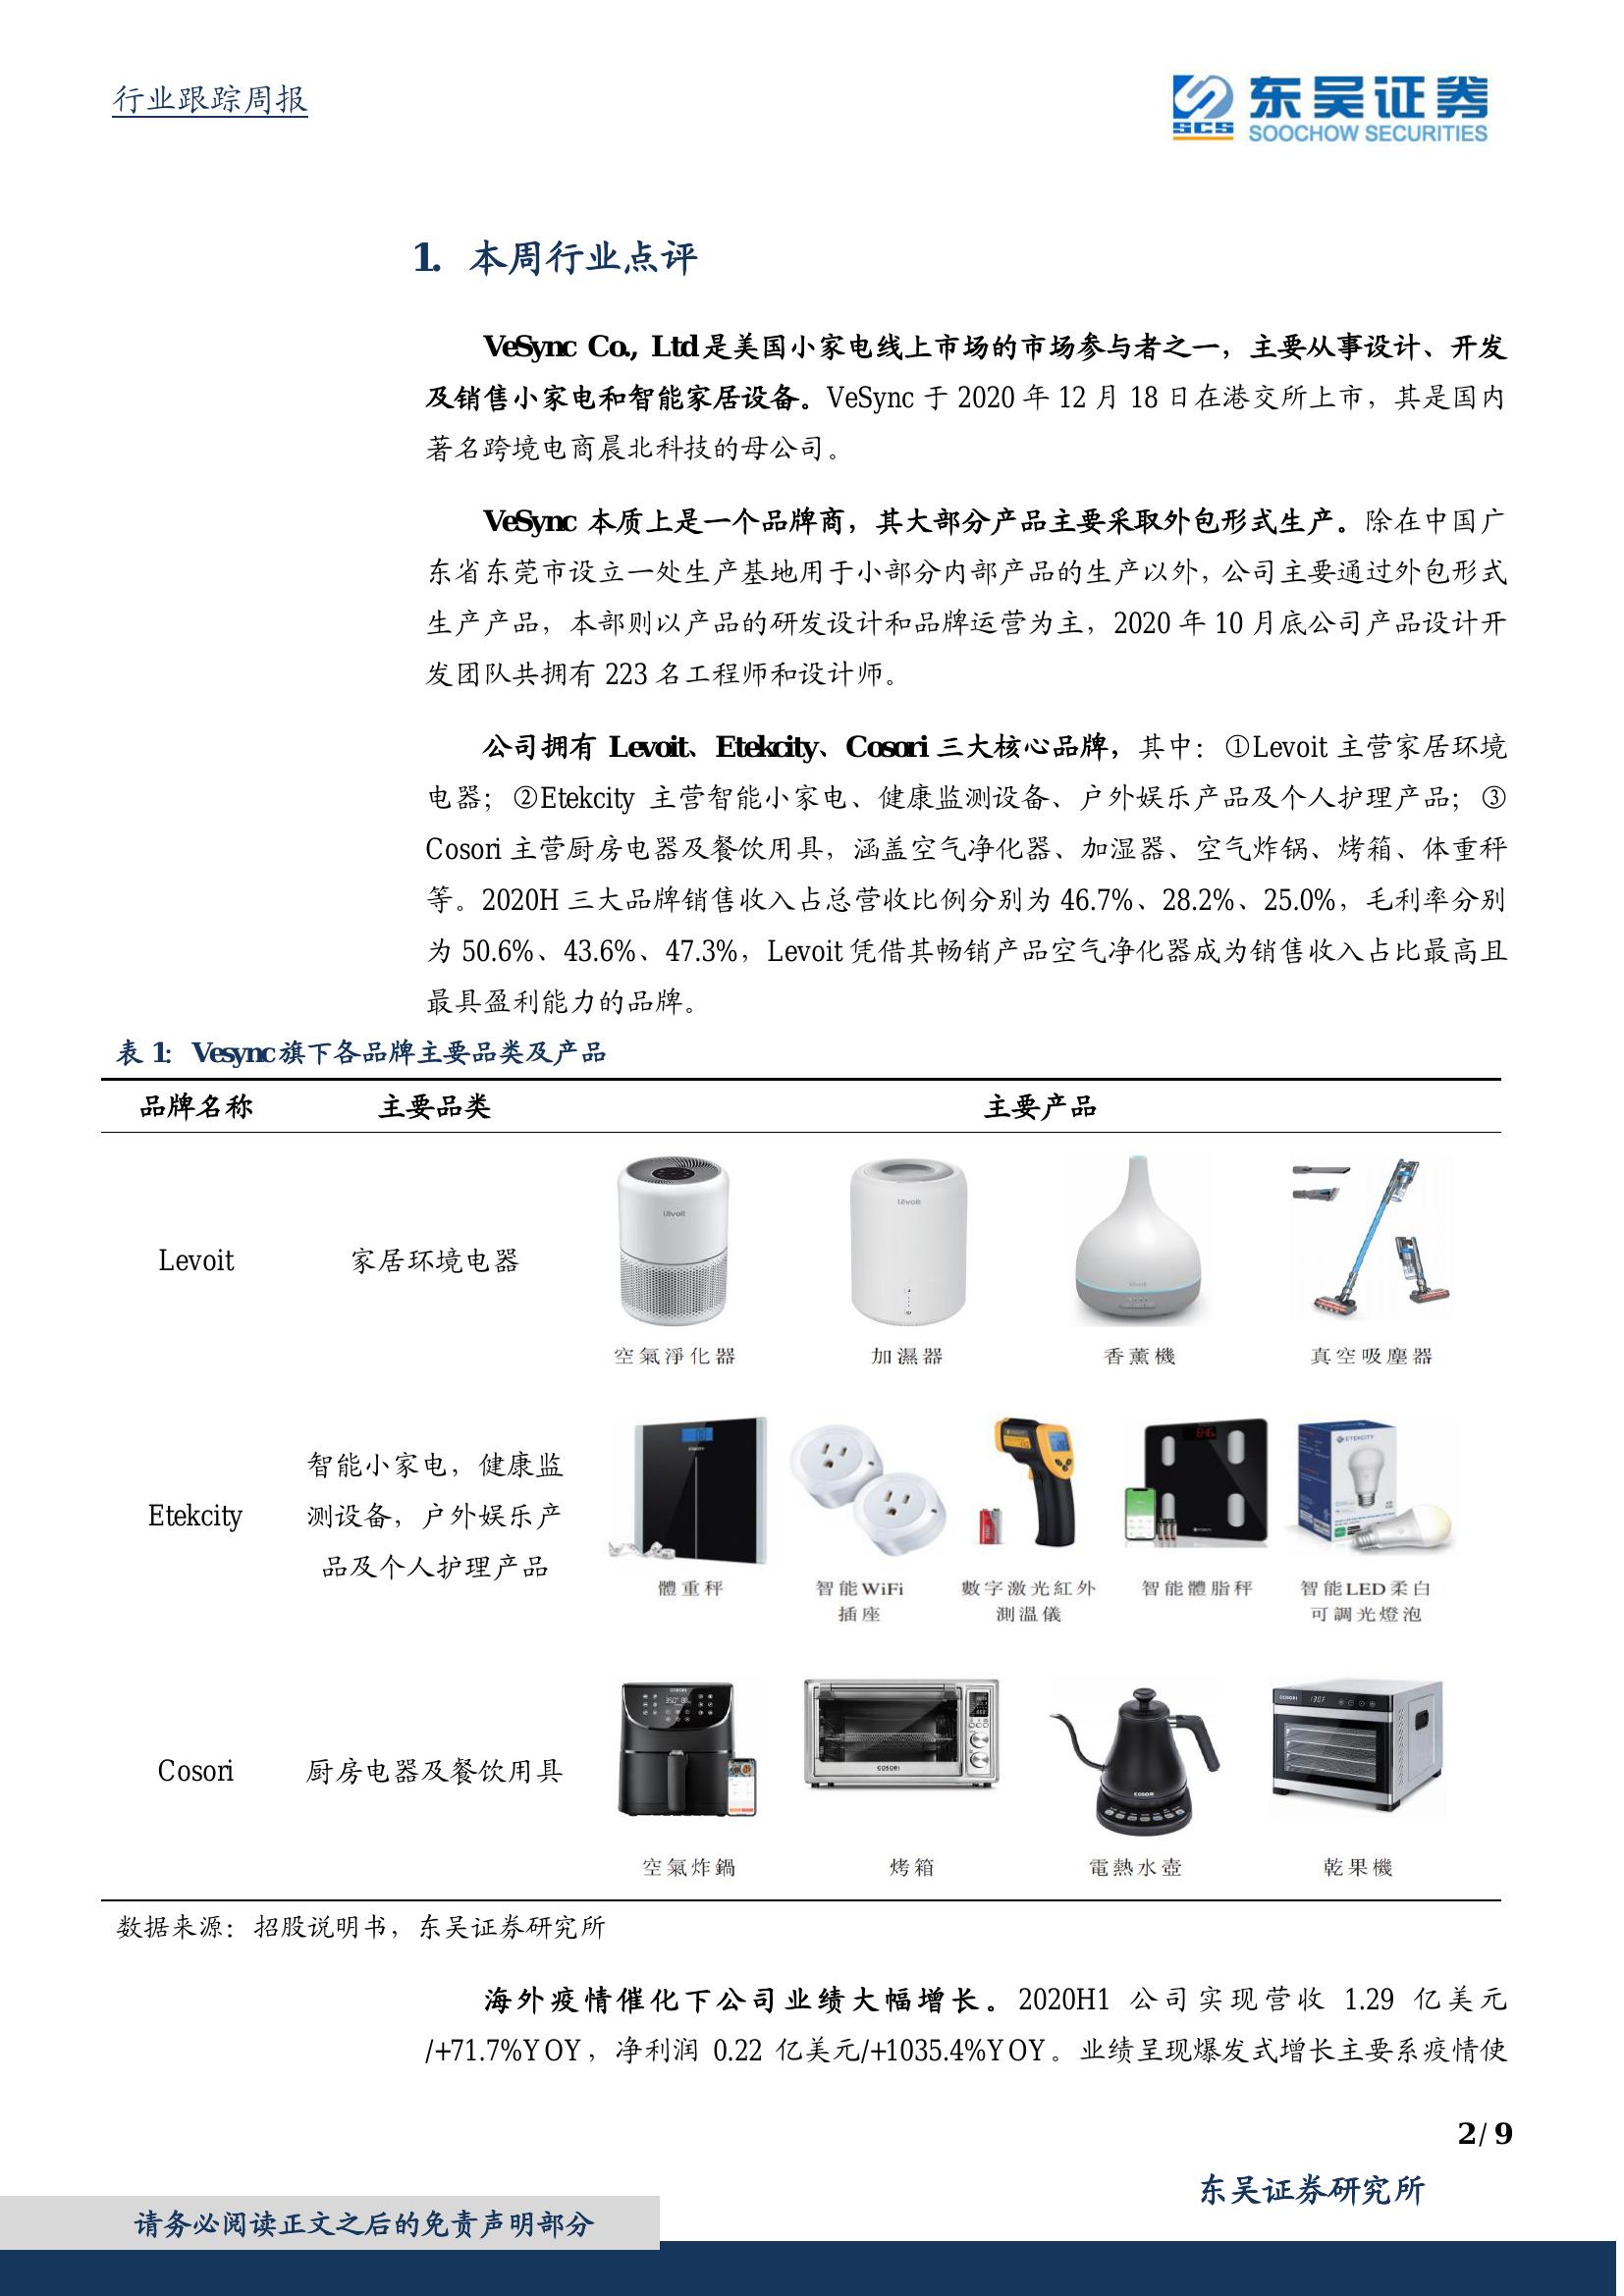 行业跟踪周报
东吴证券
SCS
SOOCHOW SECURITIES
1. 本周行业点评
VeSync Co., Ltd是美国小家电线上市场的市场参与者之一，主要从事设计、开发
及销售小家电和智能家居设备。VeSync 于 2020 年 12 月 18 日在港交所上市，其是国内
著名跨境电商晨北科技的母公司。
VeSync 本质上是一个品牌商，其大部分产品主要采取外包形式生产。除在中国广
东省东莞市设立一处生产基地用于小部分内部产品的生产以外，公司主要通过外包形式
生产产品，本部则以产品的研发设计和品牌运营为主，2020 年 10 月底公司产品设计开
发团队共拥有 223 名工程师和设计师。
公司拥有 Levoit、Etekcity、Cosori 三大核心品牌，其中：①Levoit 主营家居环境
电器；②Etekcity 主营智能小家电、健康监测设备、户外娱乐产品及个人护理产品；③
Cosori 主营厨房电器及餐饮用具，涵盖空气净化器、加湿器、空气炸锅、烤箱、体重秤
等。2020H 三大品牌销售收入占总营收比例分别为 46.7%、28.2%、25.0%，毛利率分别
为 50.6%、43.6%、47.3%，Levoit 凭借其畅销产品空气净化器成为销售收入占比最高且
最具盈利能力的品牌。
表 1： Vesync旗下各品牌主要品类及产品
品牌名称 主要品类 主要产品
Levoit 家居环境电器
levoit levoit levoit
空氣淨化器 加濕器 香薰機 真空吸塵器
Etekcity
智能小家电，健康监
测设备，户外娱乐产
品及个人护理产品
ETEKCITY
體重秤 智能WiFi 數字激光紅外 智能體脂秤 智能LED柔白
插座 測溫儀 可調光燈泡
Cosori 厨房电器及餐饮用具
COSORI COSORI COSORI COSORI
空氣炸鍋 烤箱 電熱水壺 乾果機
数据来源：招股说明书，东吴证券研究所
海外疫情催化下公司业绩大幅增长。2020H1 公司实现营收 1.29 亿美元
/+71.7%YOY，净利润 0.22 亿美元/+1035.4%YOY。业绩呈现爆发式增长主要系疫情使
2 / 9
东吴证券研究所
请务必阅读正文之后的免责声明部分